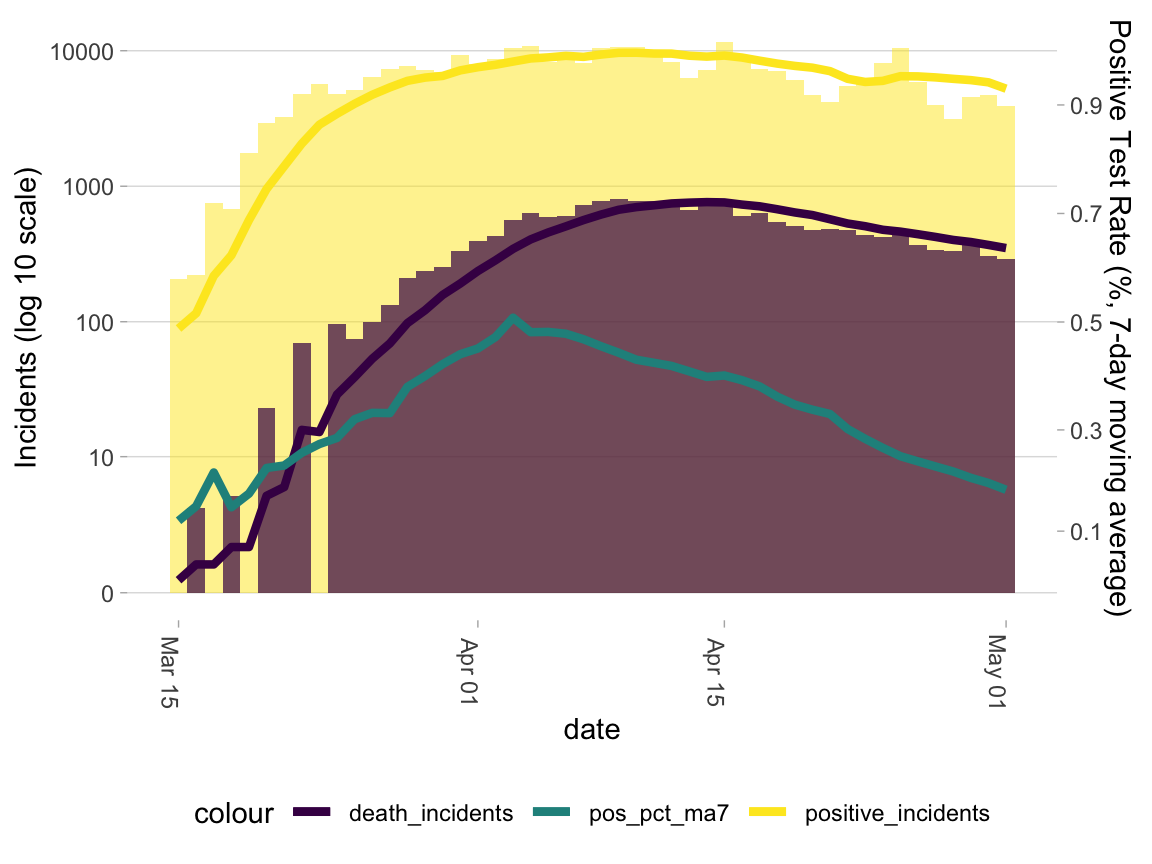 Incidents (log 10 scale)
10000
1000
100
10
0
0.9
0.7
0.5
0.3
0.1
Positive Test Rate (%, 7-day moving average)
Mar 15
Apr 01
Apr 15
May 01
date
colour death_incidents pos_pct_ma7 positive_incidents